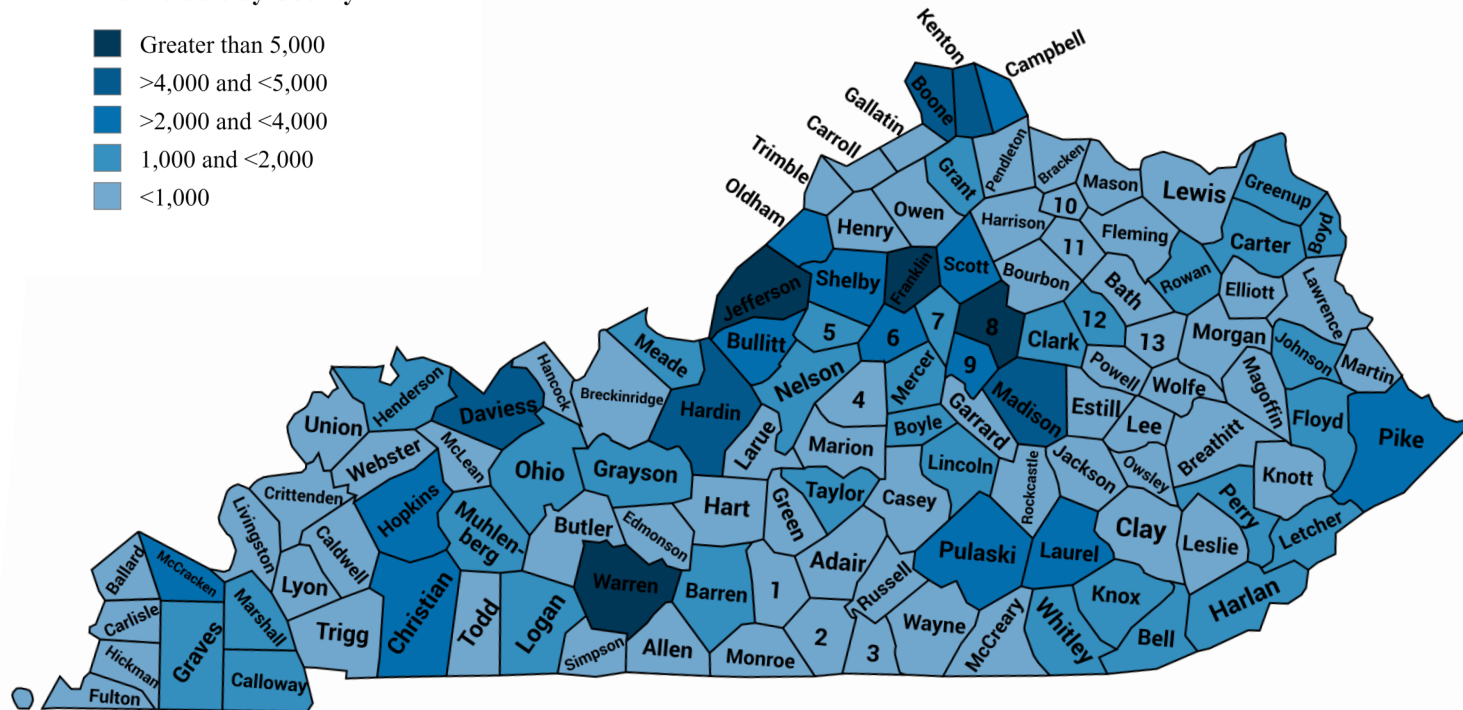 Greater than 5,000
>4,000 and <5,000
>2,000 and <4,000
1,000 and <2,000
<1,000
Kenton
Campbell
Boone
Gallatin
Carroll
Trimble
Oldham
Grant
Pendleton
Bracken
Mason
Lewis
Greenup
Boyd
Carter
Owen
Henry
Harrison
10
11
Fleming
Rowan
Elliott
Lawrence
Jefferson
Shelby
Franklin
Scott
Bourbon
Bath
Bullitt
5
6
7
8
9
Clark
12
13
Morgan
Johnson
Martin
Magoffin
Meade
Nelson
4
Mercer
Madison
Powell
Wolfe
Estill
Lee
Garrard
Floyd
Pike
Hancock
Breckinridge
Hardin
Larue
Marion
Boyle
Lincoln
Rockcastle
Jackson
Owsley
Breathitt
Knott
Perry
Letcher
Union
Henderson
Daviess
Webster
McLean
Ohio
Grayson
Hart
Green
Taylor
Casey
Crittenden
Livingston
Caldwell
Hopkins
Muhlen-
berg
Butler
Edmonson
Adair
Russell
Pulaski
Laurel
Clay
Leslie
Ballard
McCracken
Lyon
Warren
Barren
1
Carlisle
Hickman
Fulton
Graves
Marshall
Calloway
Trigg
Christian
Todd
Logan
Simpson
Allen
Monroe
2
3
Wayne
McCreary
Whitley
Knox
Bell
Harlan